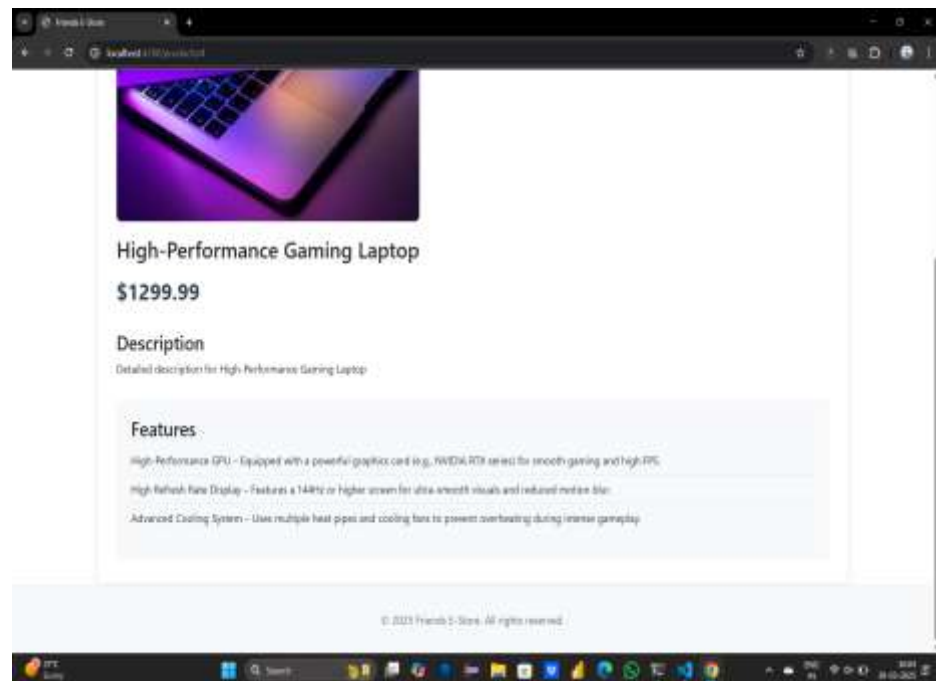 Friends E-Store
High-Performance Gaming Laptop
$1299.99
Description
Detailed description for High-Performance Gaming Laptop
Features
High-Performance GPU – Equipped with a powerful graphics card (e.g., NVIDIA RTX series) for smooth gaming and high FPS.
High Refresh Rate Display – Features a 144Hz or higher screen for ultra-smooth visuals and reduced motion blur.
Advanced Cooling System – Uses multiple heat pipes and cooling fans to prevent overheating during intense gameplay.
Friends E-Store. All rights reserved.
Search